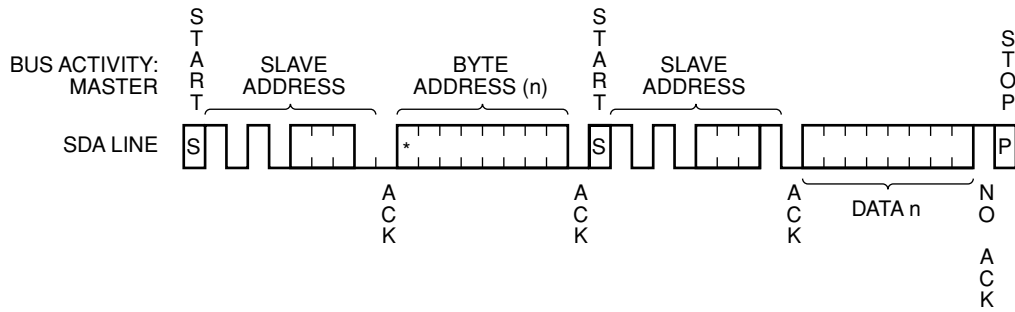 START
START
STOP
BUS ACTIVITY:
MASTER
SLAVE
ADDRESS
BYTE
ADDRESS (n)
SLAVE
ADDRESS
SDA LINE
S
*
S
P
ACK
ACK
ACK
DATA n
NO ACK